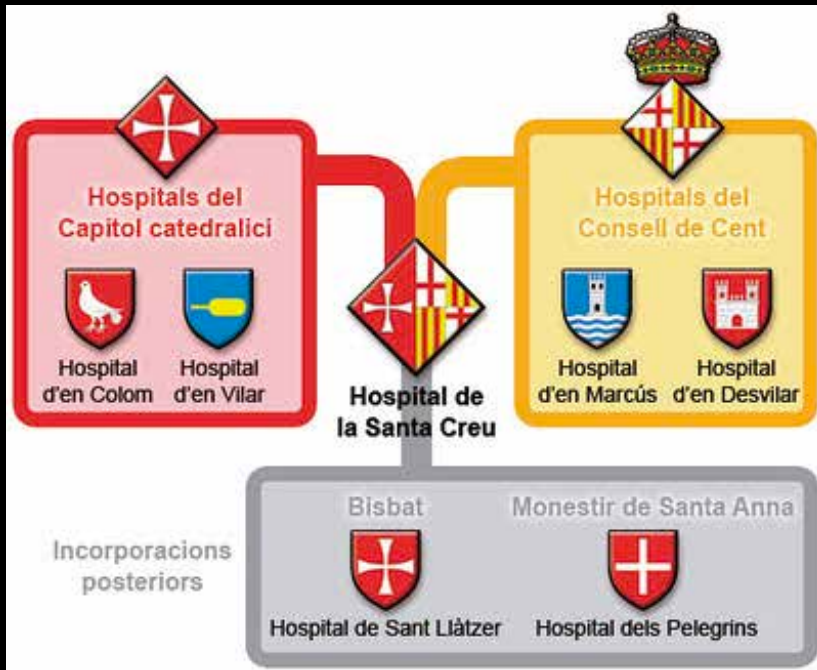 Hospitals del
Capitol catedralici
Hospital
d'en Colom
Hospital
d'en Vilar
Hospitals del
Consell de Cent
Hospital
d'en Marcús
Hospital
d'en Desvilar
Hospital de
la Santa Creu
Incorporacions
posteriors
Bisbat
Hospital de Sant Llàtzer
Monestir de Santa Anna
Hospital dels Pelegrins